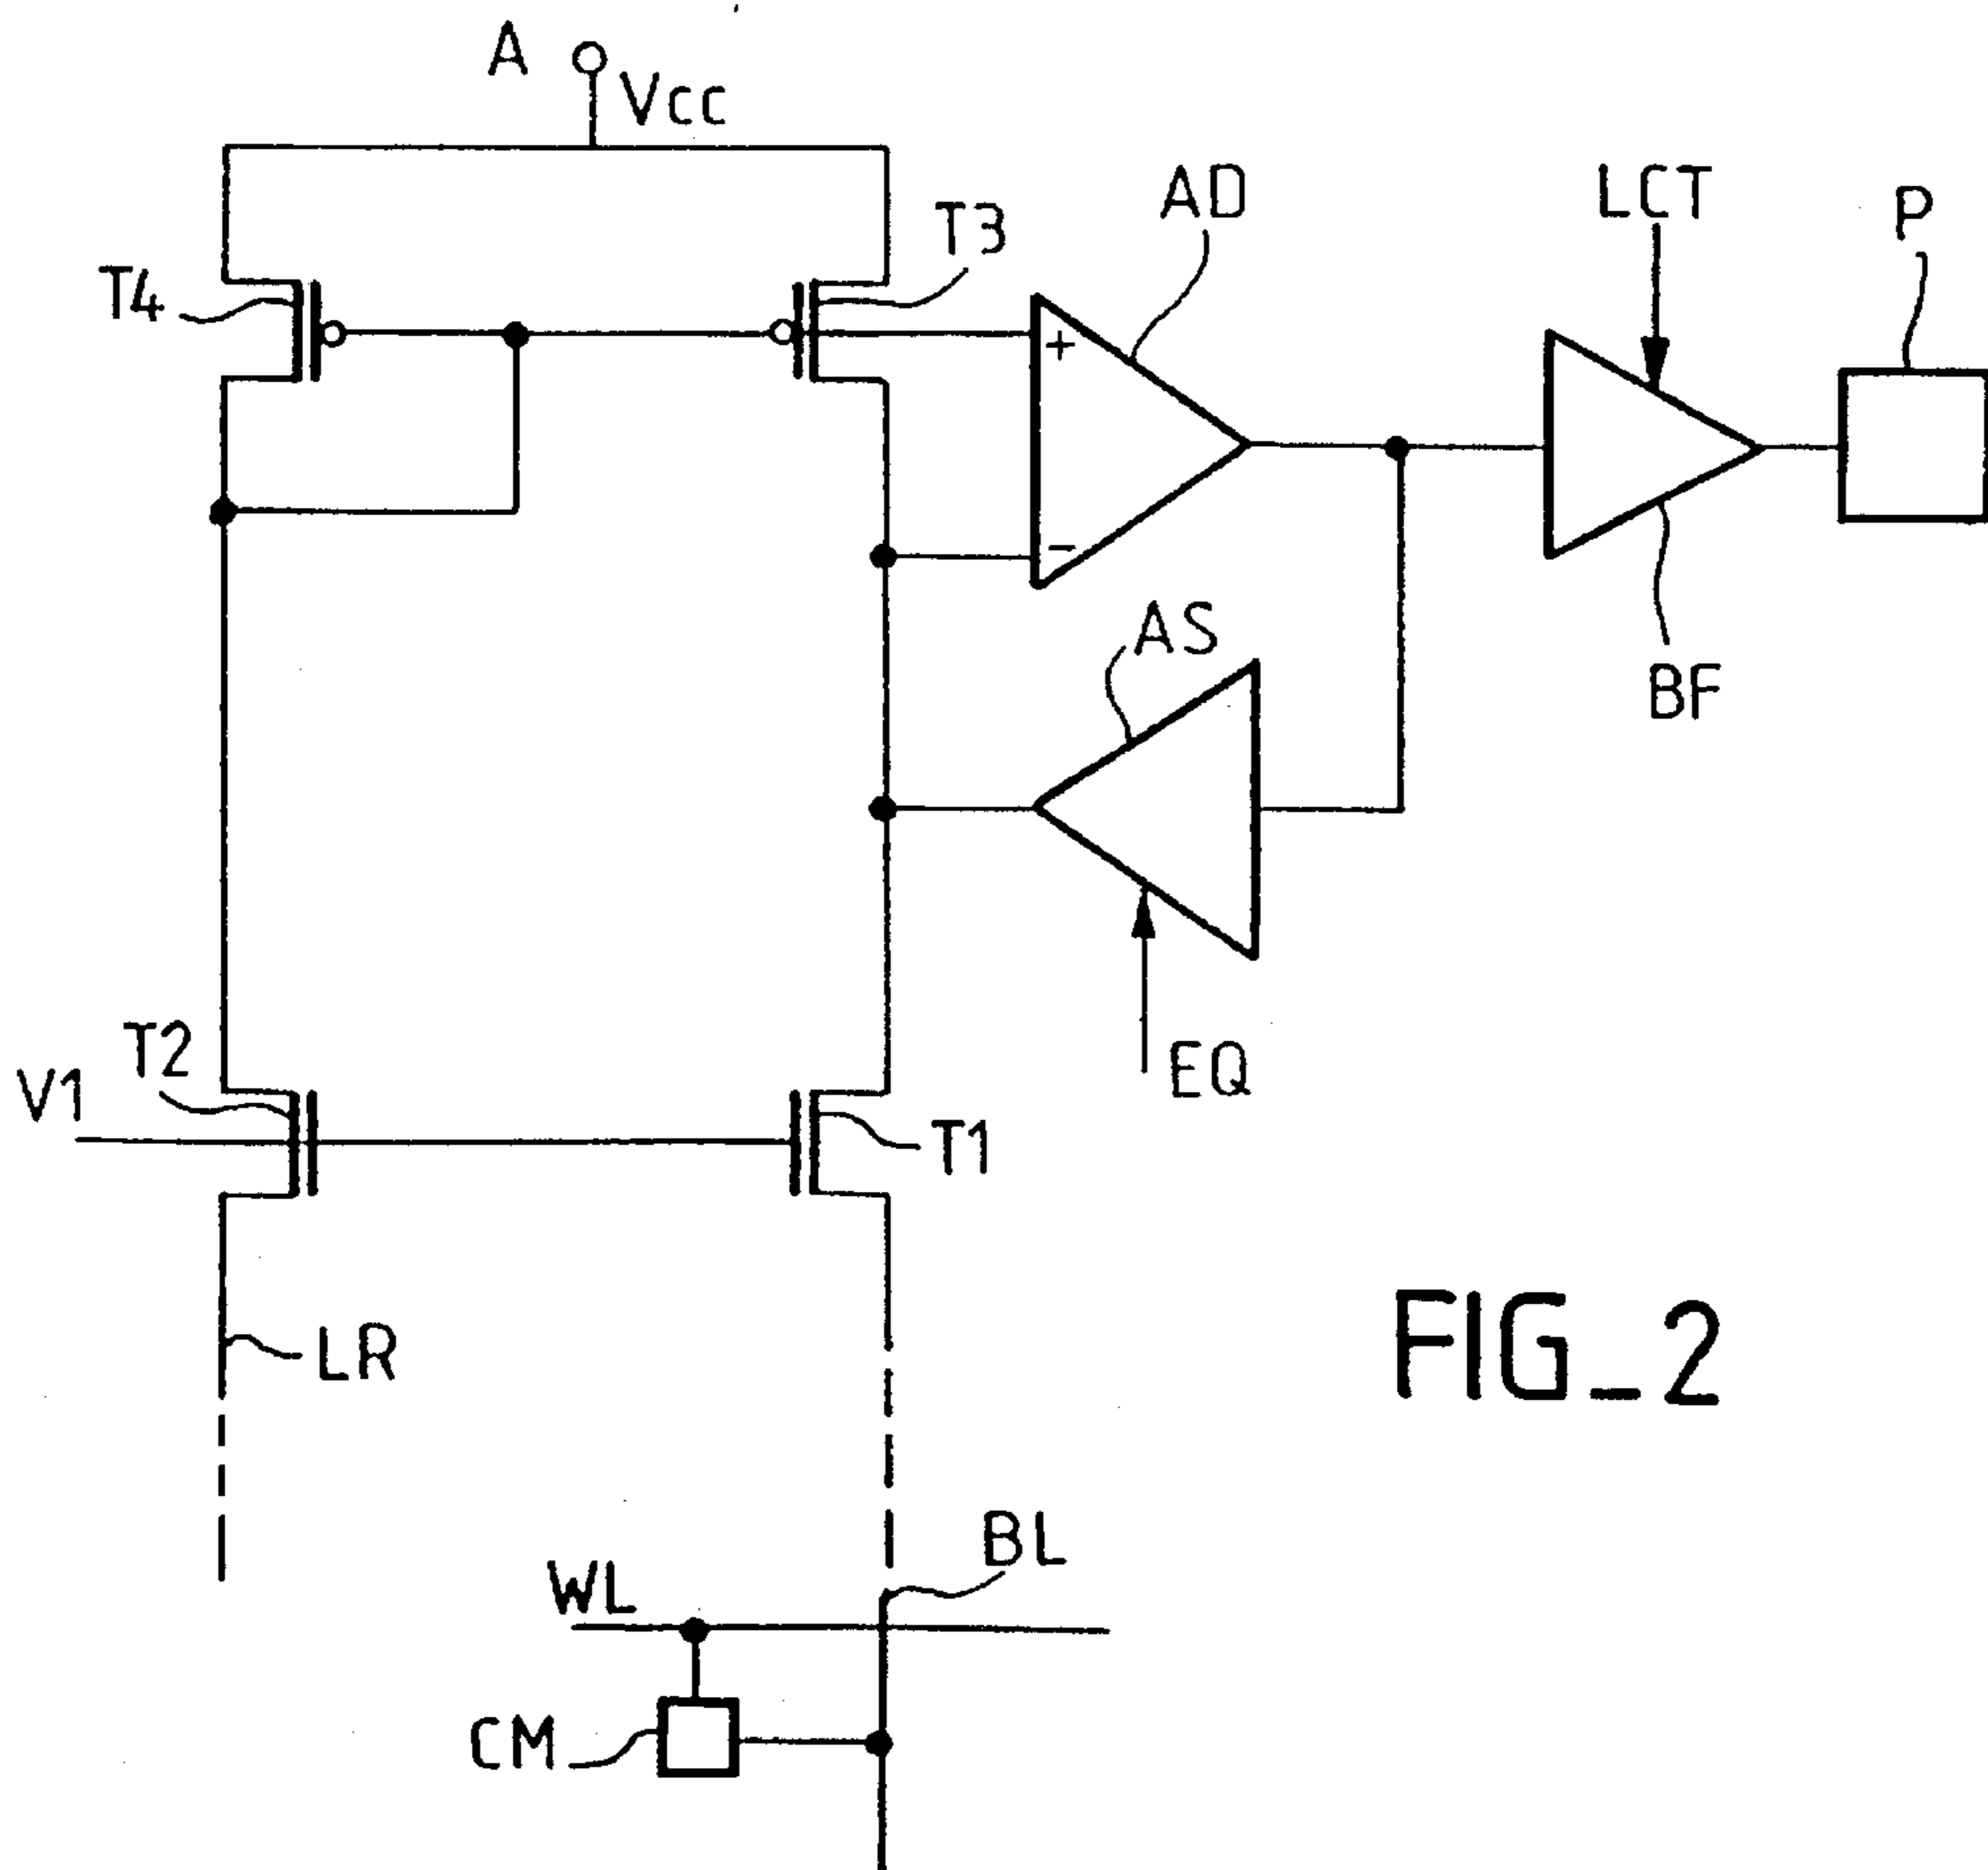 A
Vcc
T4
T3
AD
LCT
P
+
−
AS
BF
EQ
V1
T2
T1
LR
FIG_2
BL
WL
CM